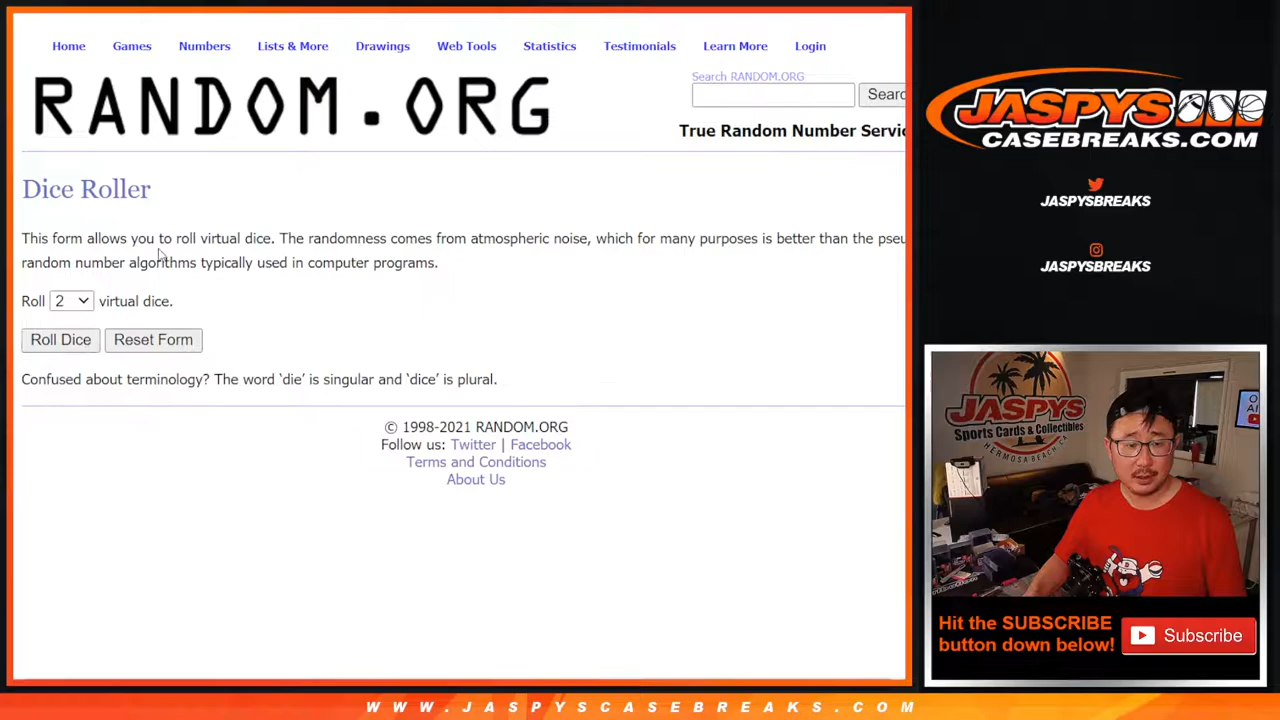 Home Games Numbers Lists & More Drawings Web Tools Statistics Testimonials Learn More Login
RANDOM.ORG
Search RANDOM.ORG
Searc
True Random Number Servic
Dice Roller
This form allows you to roll virtual dice. The randomness comes from atmospheric noise, which for many purposes is better than the pseu
random number algorithms typically used in computer programs.
Roll 2 virtual dice.
Roll Dice Reset Form
Confused about terminology? The word ‘die’ is singular and ‘dice’ is plural.
© 1998-2021 RANDOM.ORG
Follow us: Twitter | Facebook
Terms and Conditions
About Us
JASPYS
CASEBREAKS.COM
JASPYSBREAKS
JASPYSBREAKS
JASPYS
Sports Cards & Collectibles
HERMOSA BEACH, CA
Hit the SUBSCRIBE
button down below!
Subscribe
WWW.JASPYSCASEBREAKS.COM